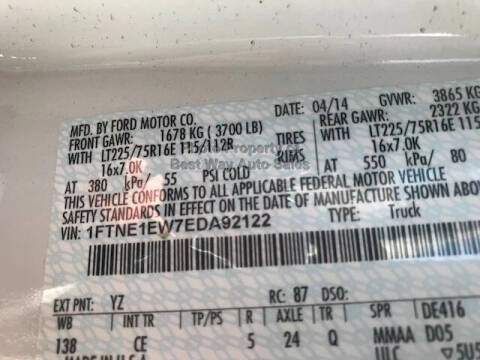 MFD. BY FORD MOTOR CO.
DATE: 04/14 GVWR: 3865 KG
FRONT GAWR: 1678 KG ( 3700 LB) REAR GAWR: 2322 KG
WITH LT225/75R16E 115/112R TIRES WITH LT225/75R16E 115
16x7.0K RIMS 16x7.0K
AT 380 kPa/ 55 PSI COLD AT 550 kPa/ 80
THIS VEHICLE CONFORMS TO ALL APPLICABLE FEDERAL MOTOR VEHICLE
SAFETY STANDARDS IN EFFECT ON THE DATE OF MANUFACTURE SHOWN
VIN: 1FTNE1EW7EDA92122 TYPE: Truck
Property of
Best Way Auto Sales
EXT PNT: YZ RC: 87 DSO:
WB INT TR R AXLE TR SPR DE416
138 CE 5 24 Q MMAA D05
MADE IN U.S.A. ULC